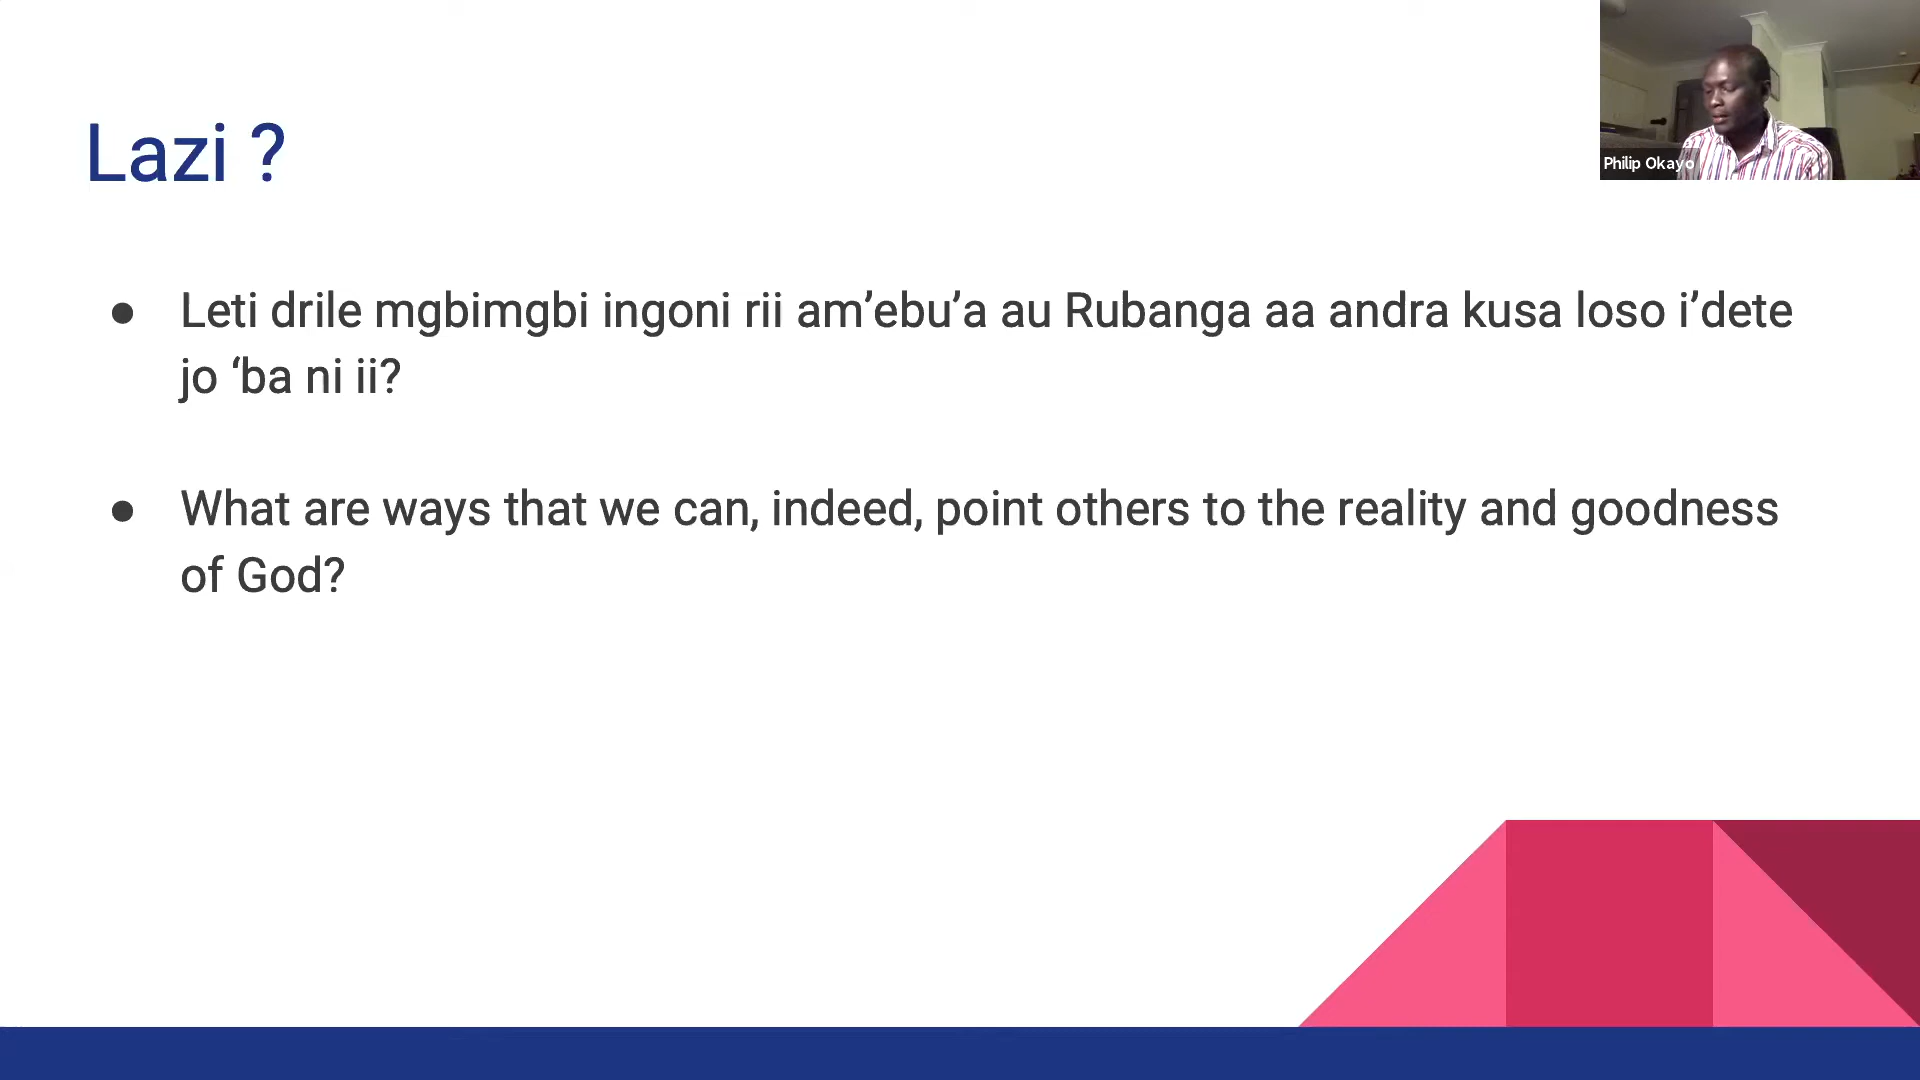 Lazi ?
Philip Okayo
● Leti drile mgbimgbi ingoni rii am’ebu’a au Rubanga aa andra kusa loso i’dete
jo ‘ba ni ii?
● What are ways that we can, indeed, point others to the reality and goodness
of God?